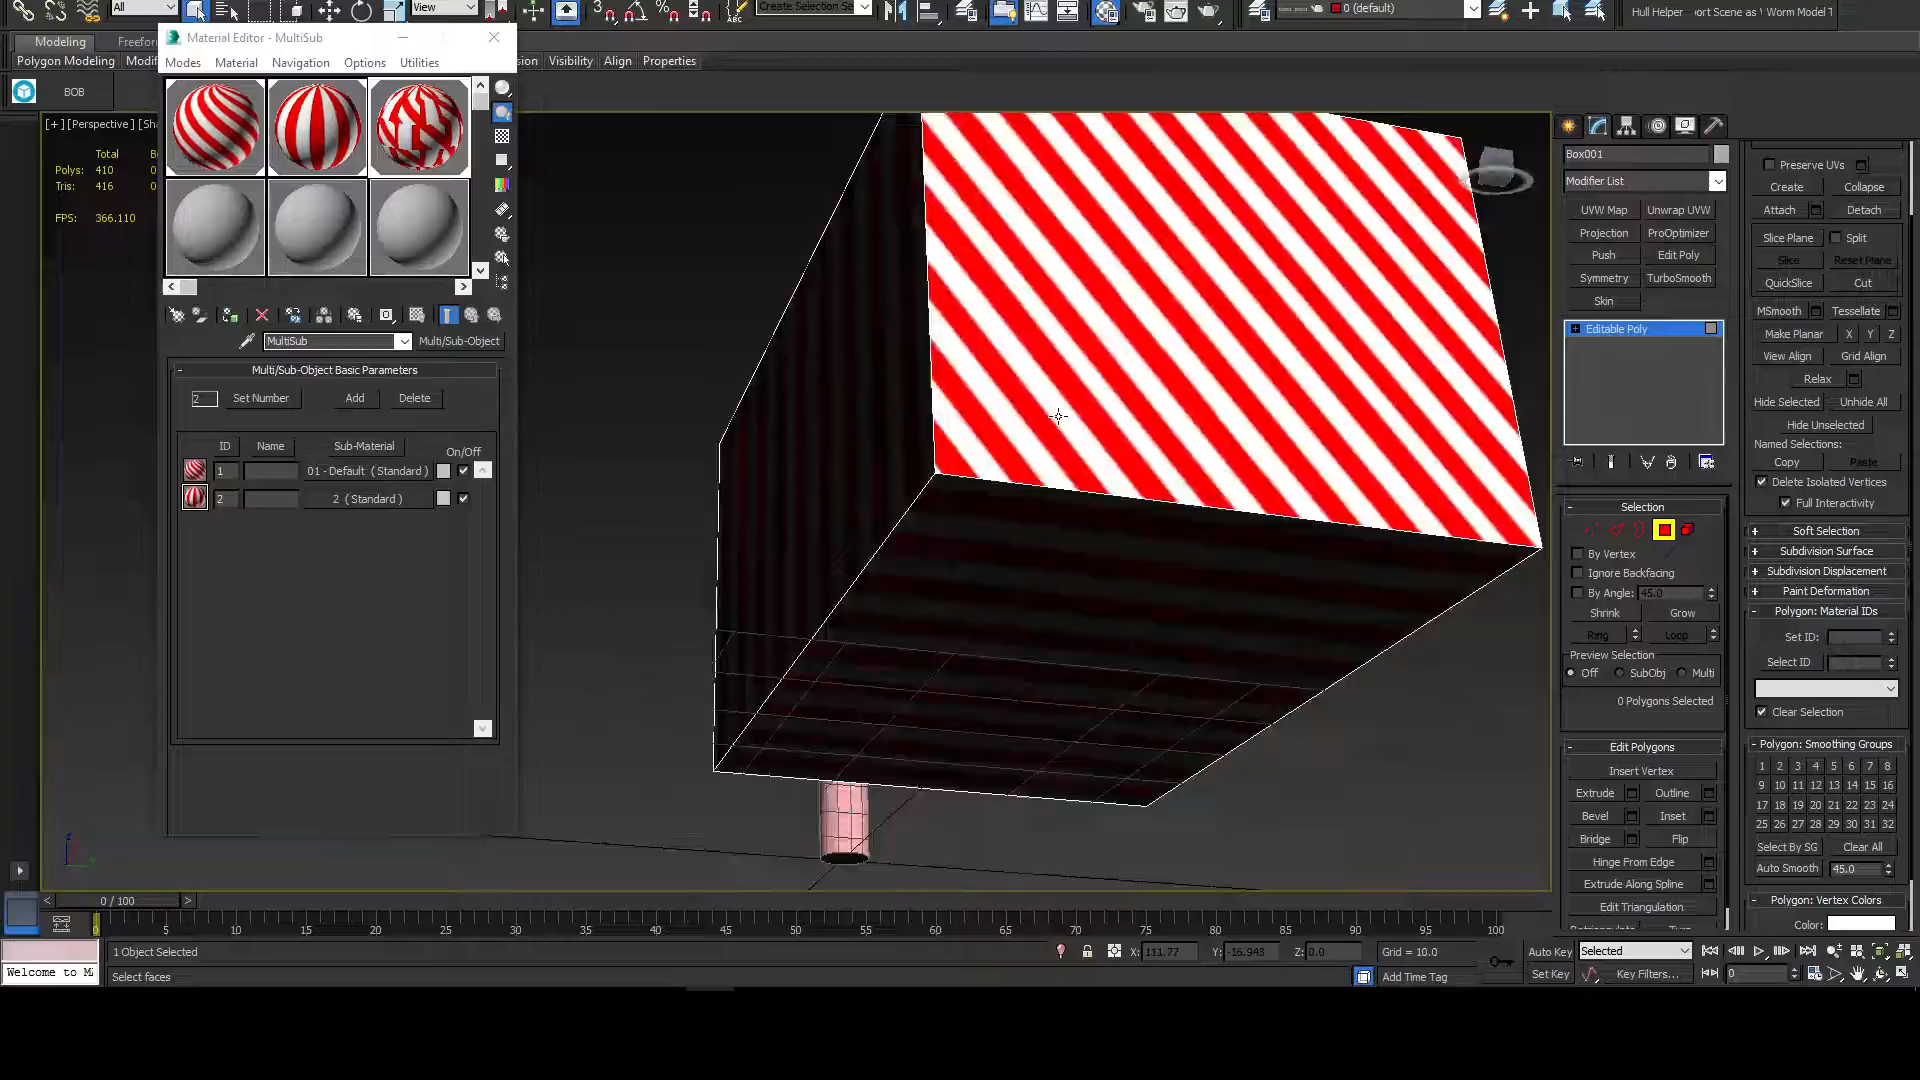 All
View
Create Selection Se
0 (default)
Hull Helper
ort Scene as
Worm Model T
Modeling
Freeform
Polygon Modeling
Visibility
Align
Properties
BOB
Material Editor - MultiSub
Modes
Material
Navigation
Options
Utilities
[+] [Perspective ] [Sha
Total
Polys: 410
Tris: 416
FPS: 366.110
MultiSub
Multi/Sub-Object
- Multi/Sub-Object Basic Parameters
2
Set Number
Add
Delete
ID
Name
Sub-Material
On/Off
1
01 - Default ( Standard )
2
2 ( Standard )
Box001
Modifier List
UVW Map
Unwrap UVW
Projection
ProOptimizer
Push
Edit Poly
Symmetry
TurboSmooth
Skin
Editable Poly
- Selection
By Vertex
Ignore Backfacing
By Angle: 45.0
Shrink
Grow
Ring
Loop
Preview Selection
Off
SubObj
Multi
0 Polygons Selected
- Edit Polygons
Insert Vertex
Extrude
Outline
Bevel
Inset
Bridge
Flip
Hinge From Edge
Extrude Along Spline
Edit Triangulation
Preserve UVs
Create
Collapse
Attach
Detach
Slice Plane
Split
Slice
Reset Plane
QuickSlice
Cut
MSmooth
Tessellate
Make Planar
X
Y
Z
View Align
Grid Align
Relax
Hide Selected
Unhide All
Hide Unselected
Named Selections:
Copy
Paste
Delete Isolated Vertices
Full Interactivity
+ Soft Selection
+ Subdivision Surface
+ Subdivision Displacement
+ Paint Deformation
- Polygon: Material IDs
Set ID:
Select ID
Clear Selection
- Polygon: Smoothing Groups
1 2 3 4 5 6 7 8
9 10 11 12 13 14 15 16
17 18 19 20 21 22 23 24
25 26 27 28 29 30 31 32
Select By SG
Clear All
Auto Smooth
45.0
- Polygon: Vertex Colors
Color:
0 / 100
0 5 10 15 20 25 30 35 40 45 50 55 60 65 70 75 80 85 90 95 100
Welcome to MA
1 Object Selected
Select faces
X: 111.77
Y: -16.943
Z: 0.0
Grid = 10.0
Add Time Tag
Auto Key
Selected
Set Key
Key Filters...
0